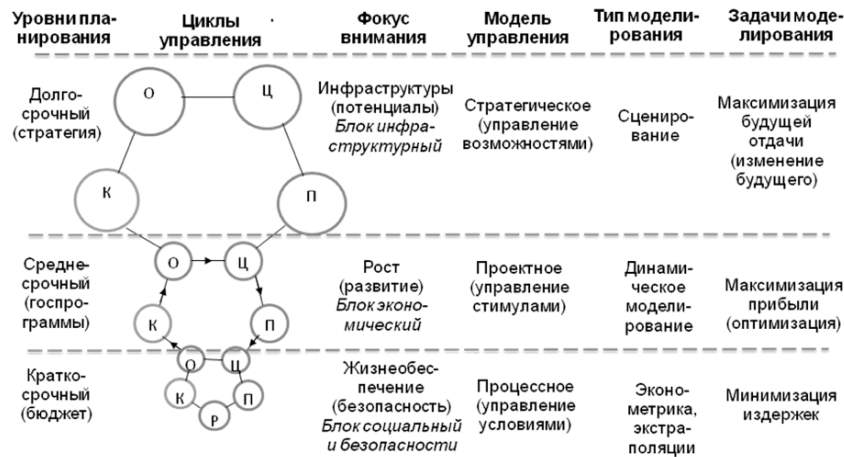 Уровни пла-
нирования
Циклы
управления
Фокус
внимания
Модель
управления
Тип модели-
рования
Задачи моде-
лирования
Долго-
срочный
(стратегия)
О
Ц
К
П
Инфраструктуры
(потенциалы)
Блок инфра-
структурный
Стратегическое
(управление
возможностями)
Сцениро-
вание
Максимизация
будущей
отдачи
(изменение
будущего)
Средне-
срочный
(госпро-
граммы)
О
Ц
К
П
Рост
(развитие)
Блок эконо-
мический
Проектное
(управление
стимулами)
Динами-
ческое
модели-
рование
Максимизация
прибыли
(оптимизация)
Кратко-
срочный
(бюджет)
О
Ц
К
П
Р
Жизнеобес-
печение
(безопасность)
Блок социальный
и безопасности
Процессное
(управление
условиями)
Эконо-
метрика,
экстра-
поляции
Минимизация
издержек